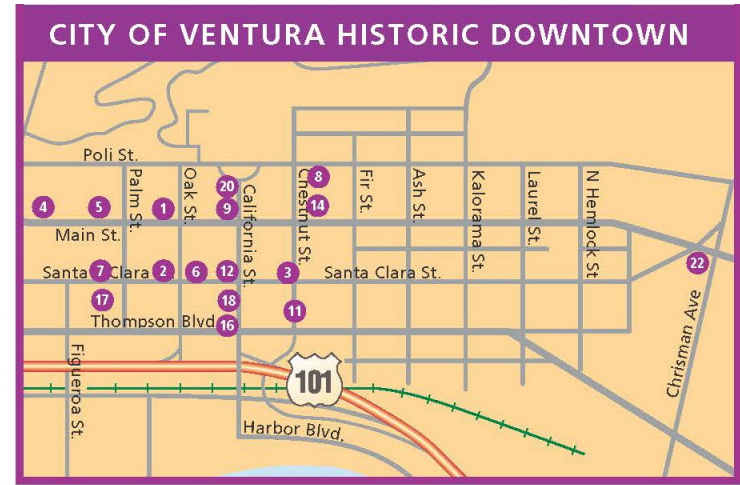 CITY OF VENTURA HISTORIC DOWNTOWN
Poli St.
Palm St.
Oak St.
20
California St.
Chestnut St.
8
Fir St.
Ash St.
Kalorama St.
Laurel St.
N Hemlock St
4
5
1
9
14
Main St.
Santa 7 Clara
2
6
12
3
Santa Clara St.
22
17
18
11
Thompson Blvd
16
Figueroa St.
101
Chrisman Ave
Harbor Blvd.